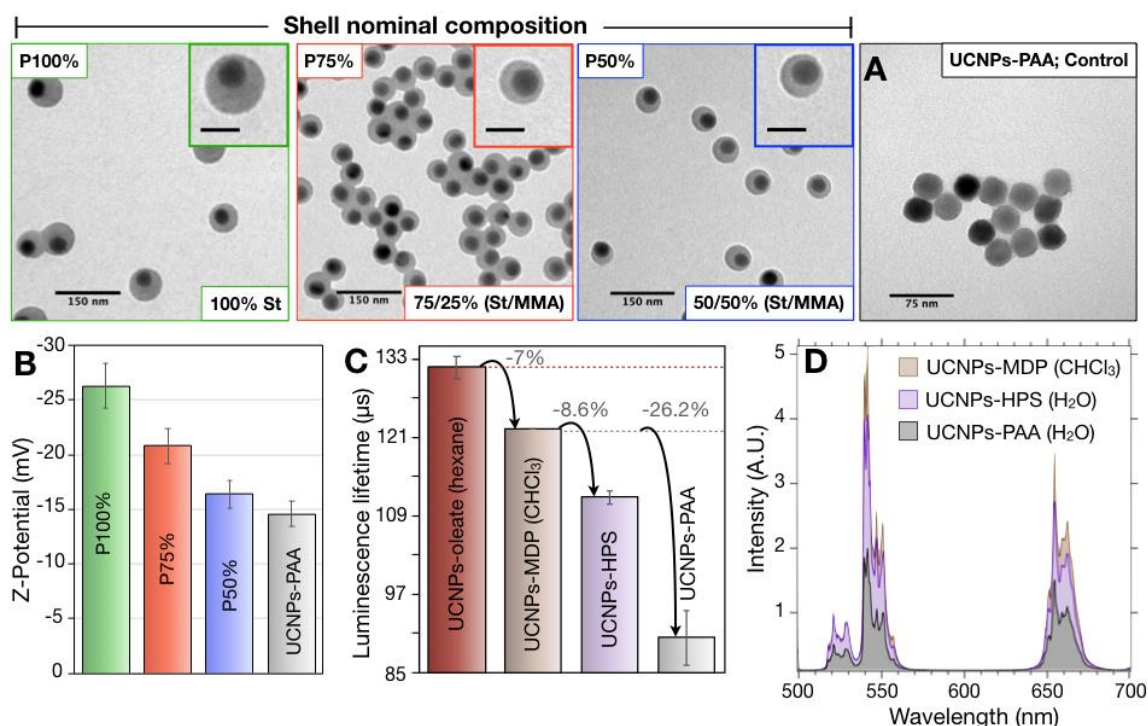 Shell nominal composition
P100%
150 nm
100% St
P75%
150 nm
75/25% (St/MMA)
P50%
150 nm
50/50% (St/MMA)
A
UCNPs-PAA; Control
75 nm
B
Z-Potential (mV)
-30
-25
-20
-15
-10
-5
0
P100%
P75%
P50%
UCNPs-PAA
C
Luminescence lifetime (µs)
133
121
109
97
85
-7%
-8.6%
-26.2%
UCNPs-oleate (hexane)
UCNPs-MDP (CHCl₃)
UCNPs-HPS
UCNPs-PAA
D
UCNPs-MDP (CHCl₃)
UCNPs-HPS (H₂O)
UCNPs-PAA (H₂O)
Intensity (A.U.)
5
4
3
2
1
500
550
600
650
700
Wavelength (nm)